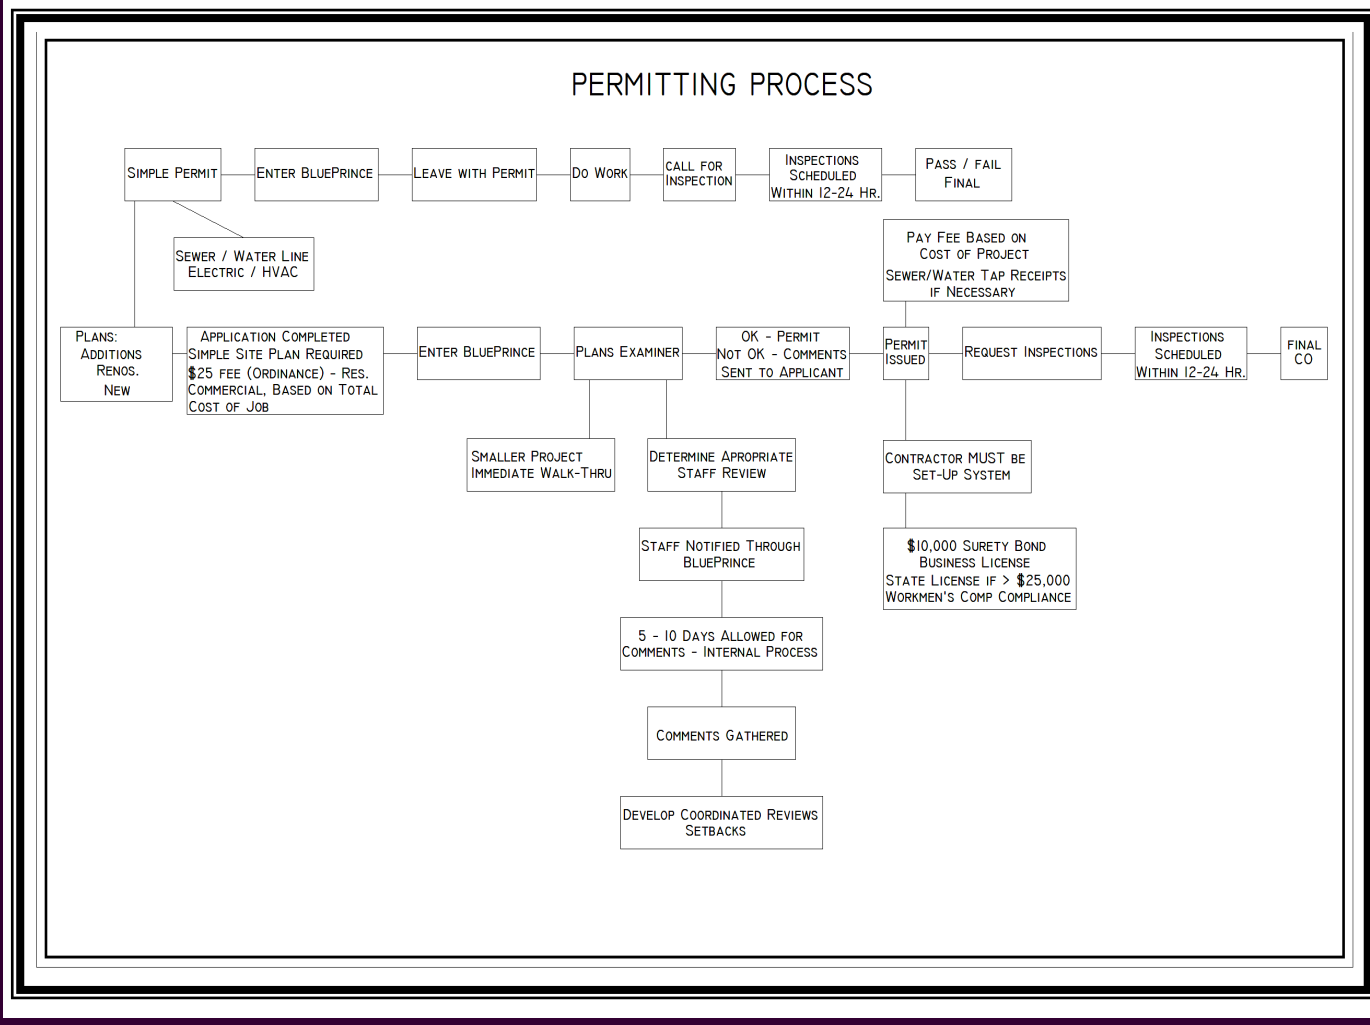 PERMITTING PROCESS
SIMPLE PERMIT
ENTER BLUEPRINCE
LEAVE WITH PERMIT
DO WORK
CALL FOR
INSPECTION
INSPECTIONS
SCHEDULED
WITHIN 12-24 HR.
PASS / FAIL
FINAL
SEWER / WATER LINE
ELECTRIC / HVAC
PAY FEE BASED ON
COST OF PROJECT
SEWER/WATER TAP RECEIPTS
IF NECESSARY
PLANS:
ADDITIONS
RENOS.
NEW
APPLICATION COMPLETED
SIMPLE SITE PLAN REQUIRED
$25 FEE (ORDINANCE) - RES.
COMMERCIAL, BASED ON TOTAL
COST OF JOB
ENTER BLUEPRINCE
PLANS EXAMINER
OK - PERMIT
NOT OK - COMMENTS
SENT TO APPLICANT
PERMIT
ISSUED
REQUEST INSPECTIONS
INSPECTIONS
SCHEDULED
WITHIN 12-24 HR.
FINAL
CO
SMALLER PROJECT
IMMEDIATE WALK-THRU
DETERMINE APROPRIATE
STAFF REVIEW
CONTRACTOR MUST BE
SET-UP SYSTEM
STAFF NOTIFIED THROUGH
BLUEPRINCE
$10,000 SURETY BOND
BUSINESS LICENSE
STATE LICENSE IF > $25,000
WORKMEN'S COMP COMPLIANCE
5 - 10 DAYS ALLOWED FOR
COMMENTS - INTERNAL PROCESS
COMMENTS GATHERED
DEVELOP COORDINATED REVIEWS
SETBACKS